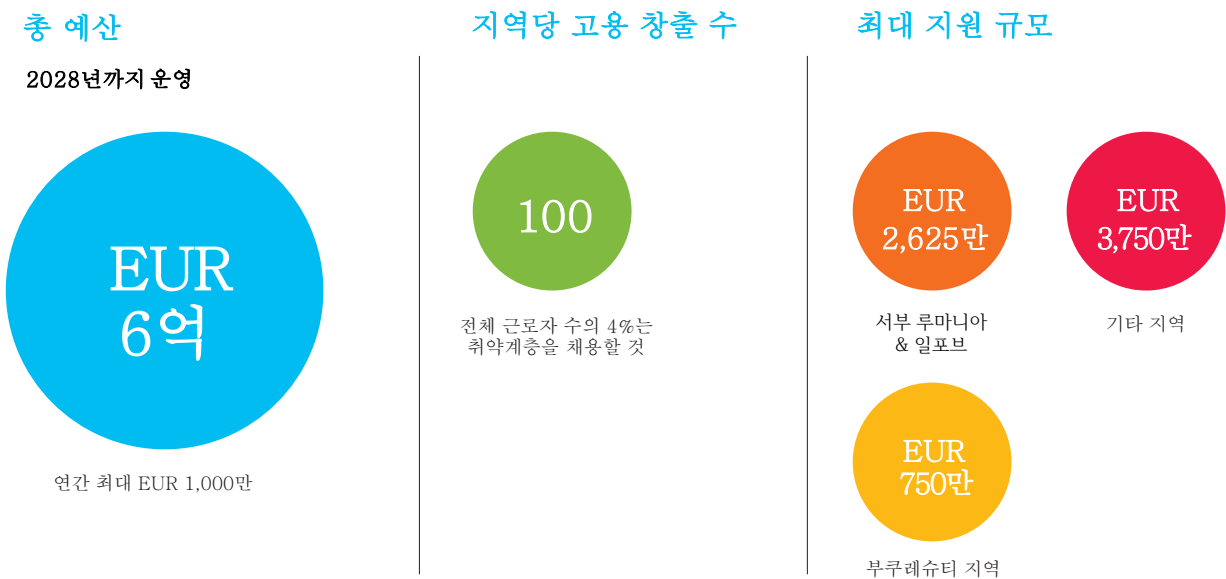 총 예산
2028년까지 운영
EUR
6억
연간 최대 EUR 1,000만
지역당 고용 창출 수
100
전체 근로자 수의 4%는
취약계층을 채용할 것
최대 지원 규모
EUR
2,625만
서부 루마니아
& 일포브
EUR
3,750만
기타 지역
EUR
750만
부쿠레슈티 지역